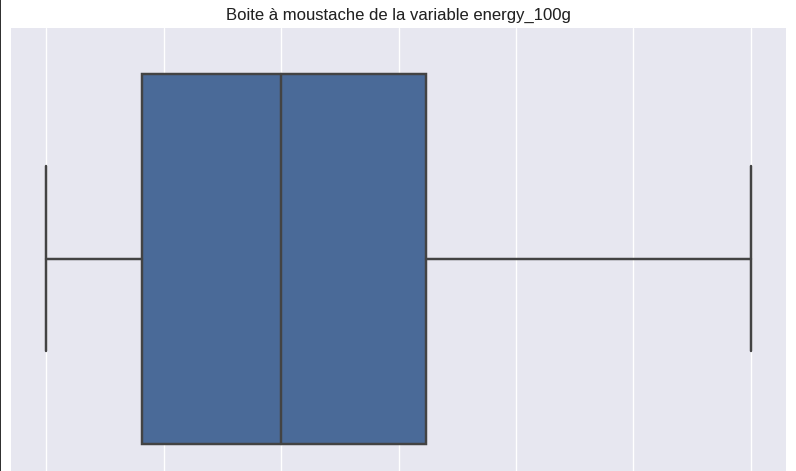 Boite à moustache de la variable energy_100g